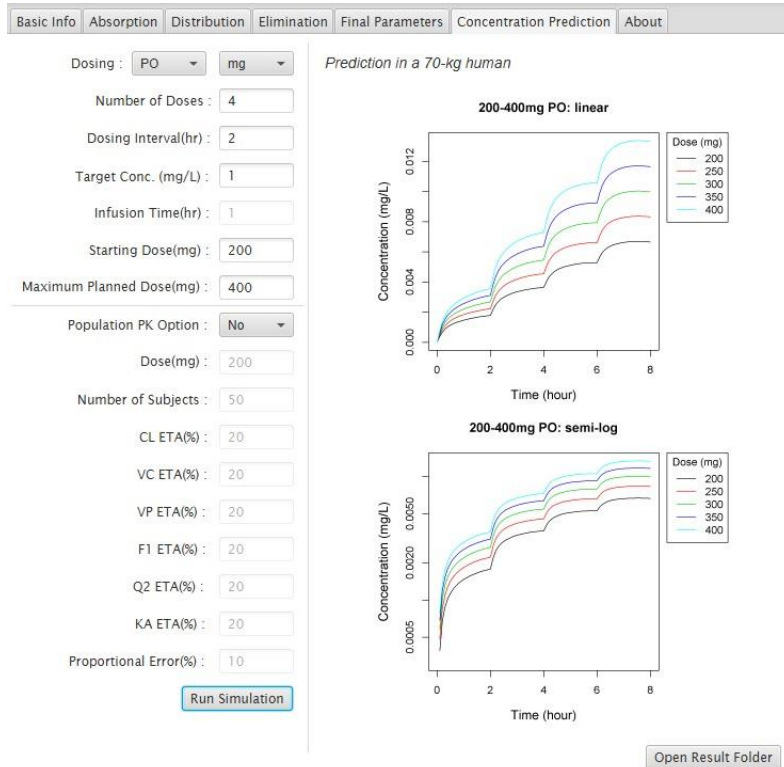 Basic Info Absorption Distribution Elimination Final Parameters Concentration Prediction About
Dosing : PO mg
Number of Doses : 4
Dosing Interval(hr) : 2
Target Conc. (mg/L) : 1
Infusion Time(hr) : 1
Starting Dose(mg) : 200
Maximum Planned Dose(mg) : 400
Population PK Option : No
Dose(mg) : 200
Number of Subjects : 50
CL ETA(%) : 20
VC ETA(%) : 20
VP ETA(%) : 20
F1 ETA(%) : 20
Q2 ETA(%) : 20
KA ETA(%) : 20
Proportional Error(%) : 10
Run Simulation
Prediction in a 70-kg human
200-400mg PO: linear
Concentration (mg/L)
0.012
0.008
0.004
0.000
0 2 4 6 8
Time (hour)
Dose (mg)
200
250
300
350
400
200-400mg PO: semi-log
Concentration (mg/L)
0.0050
0.0020
0.0005
0 2 4 6 8
Time (hour)
Dose (mg)
200
250
300
350
400
Open Result Folder